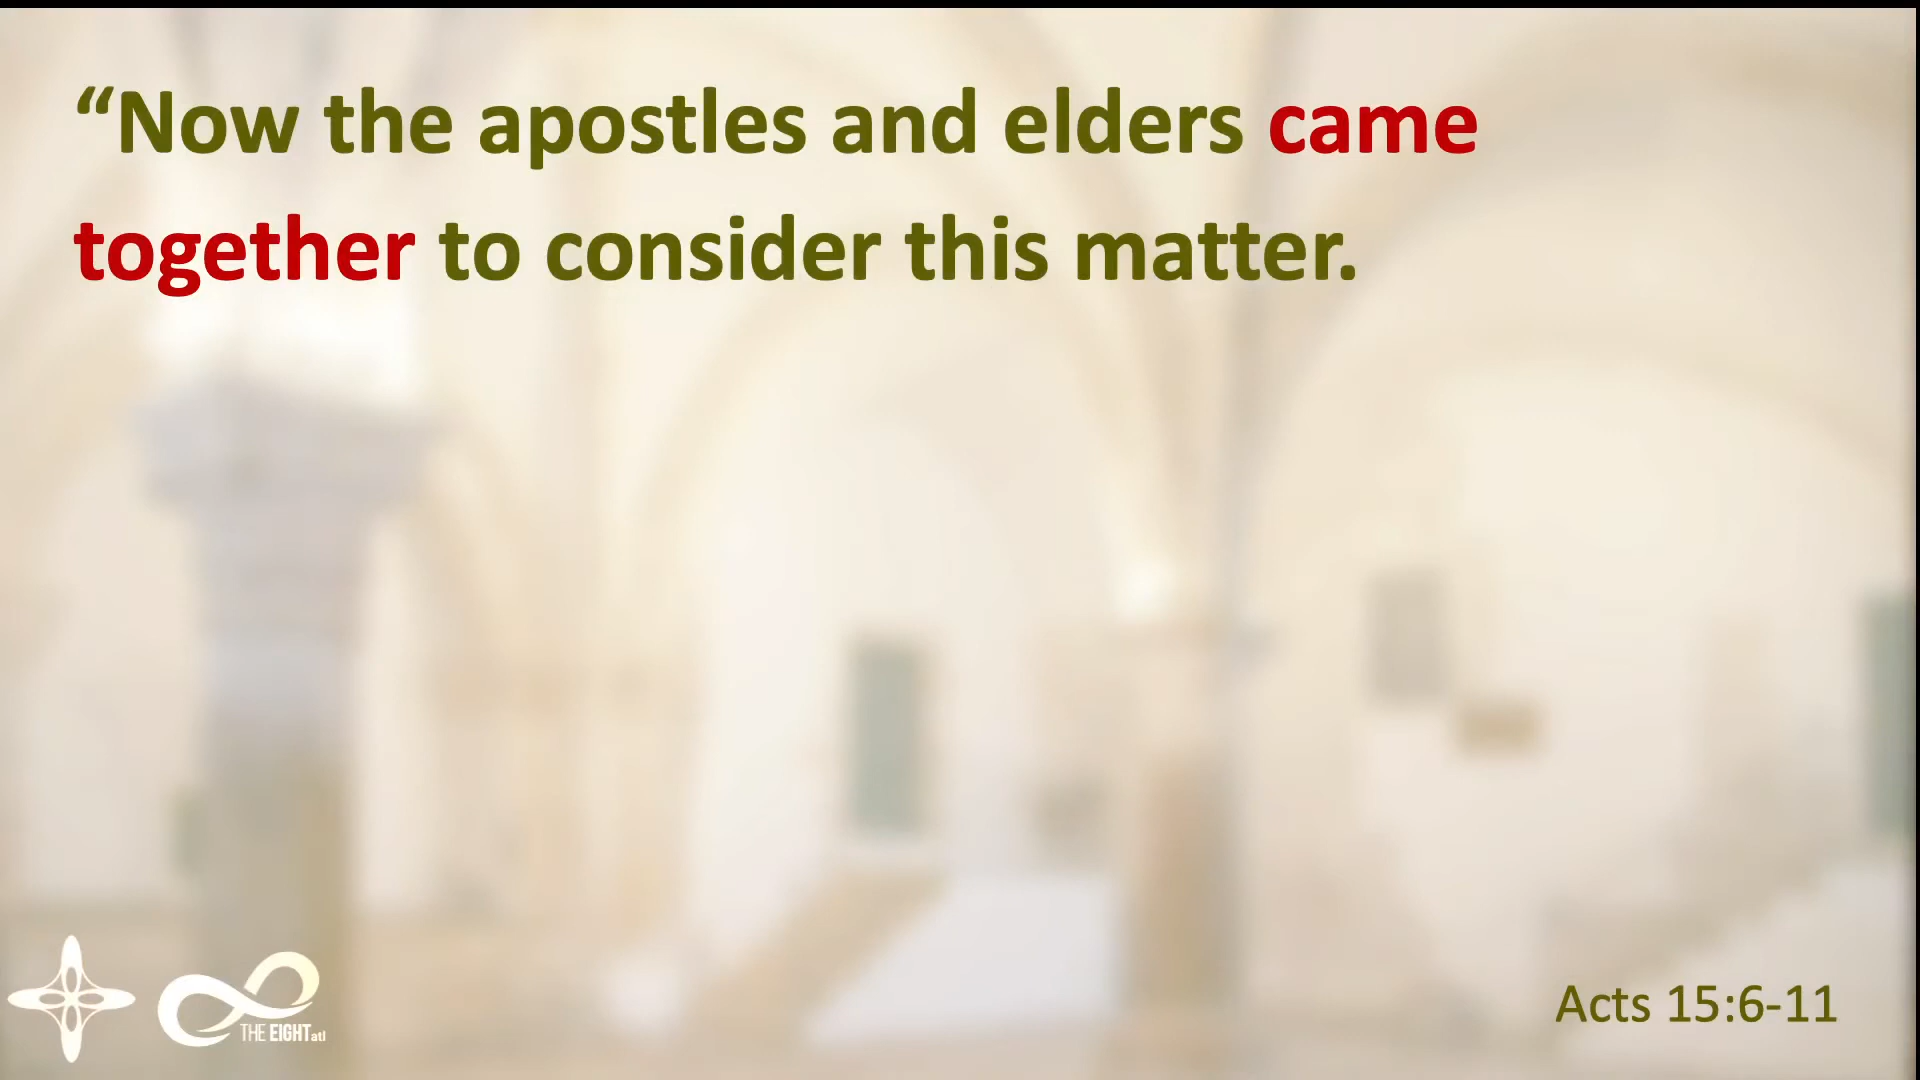 “Now the apostles and elders came
together to consider this matter.
THE EIGHTatl
Acts 15:6-11